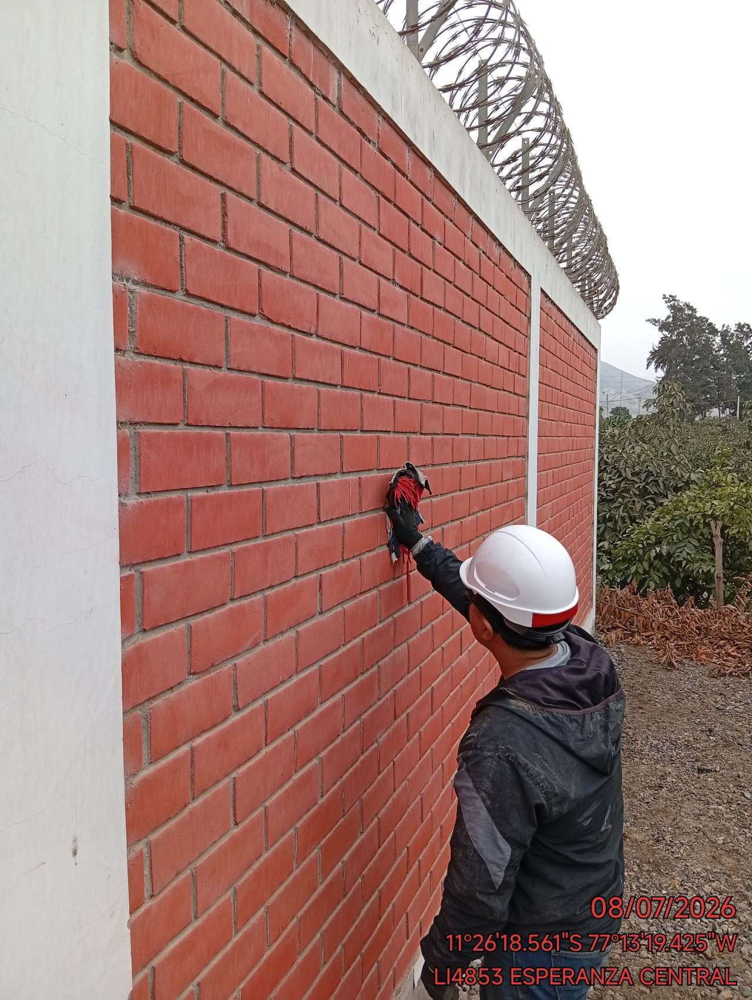 08/07/2026
11°26'18.561"S 77°13'19.425"W
LI4853 ESPERANZA CENTRAL